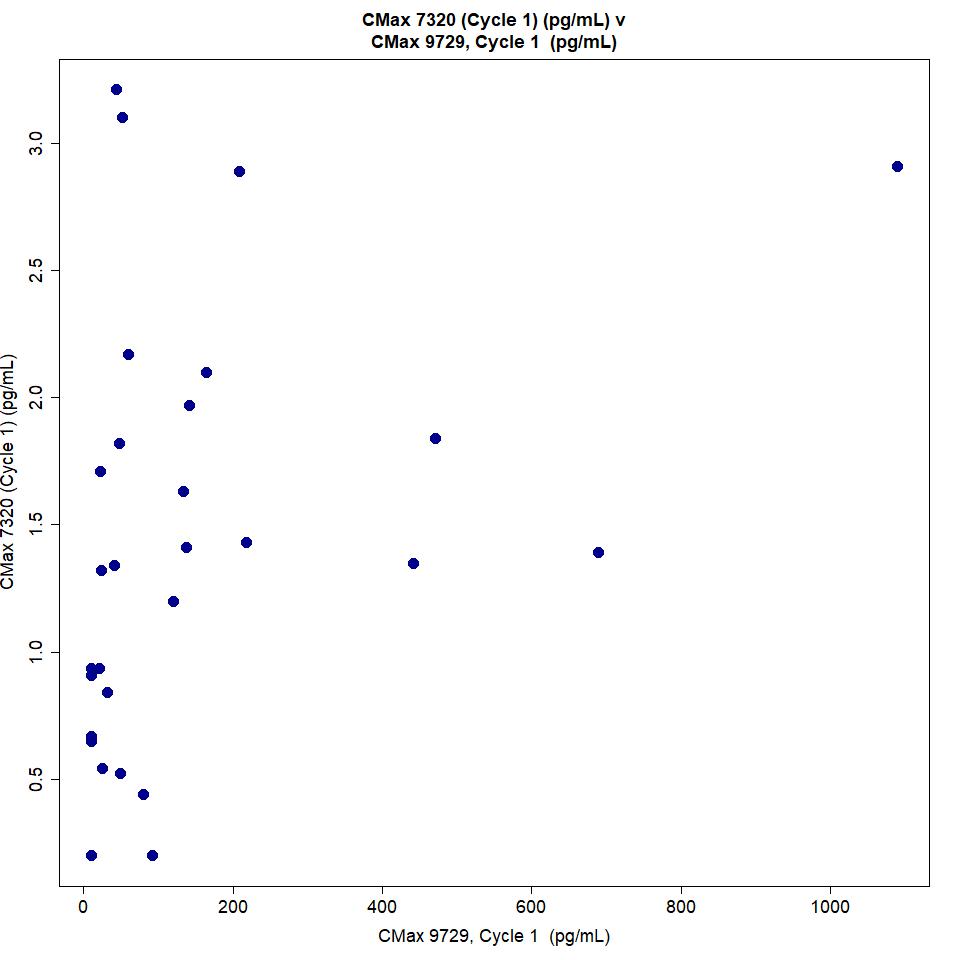 CMax 7320 (Cycle 1) (pg/mL) v
CMax 9729, Cycle 1  (pg/mL)
CMax 7320 (Cycle 1) (pg/mL)
3.0
2.5
2.0
1.5
1.0
0.5
0 200 400 600 800 1000
CMax 9729, Cycle 1  (pg/mL)